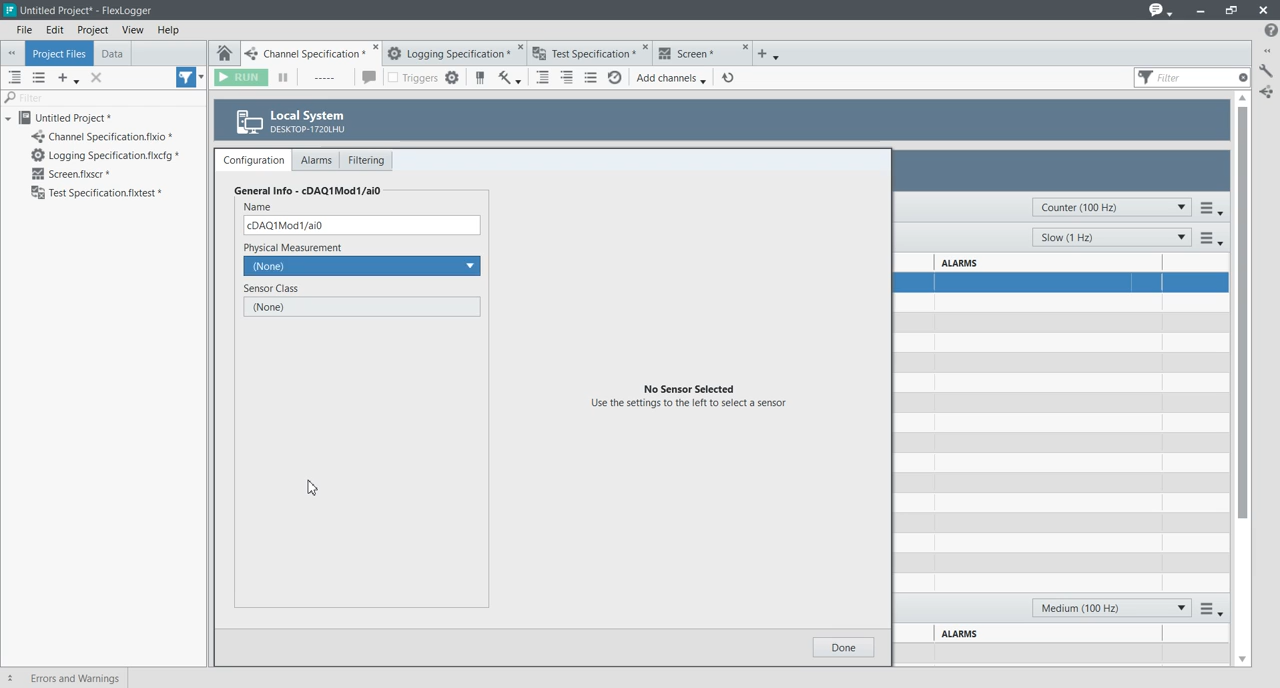 Untitled Project* - FlexLogger
File Edit Project View Help
Project Files Data
Channel Specification * Logging Specification * Test Specification * Screen *
RUN ----- Triggers Add channels Filter
Filter
Untitled Project *
Channel Specification.flxio *
Logging Specification.flxcfg *
Screen.flxscr *
Test Specification.flxtest *
Local System
DESKTOP-1720LHU
Configuration Alarms Filtering
General Info - cDAQ1Mod1/ai0
Name
cDAQ1Mod1/ai0
Physical Measurement
(None)
Sensor Class
(None)
No Sensor Selected
Use the settings to the left to select a sensor
Done
Counter (100 Hz)
Slow (1 Hz)
ALARMS
Medium (100 Hz)
ALARMS
Errors and Warnings